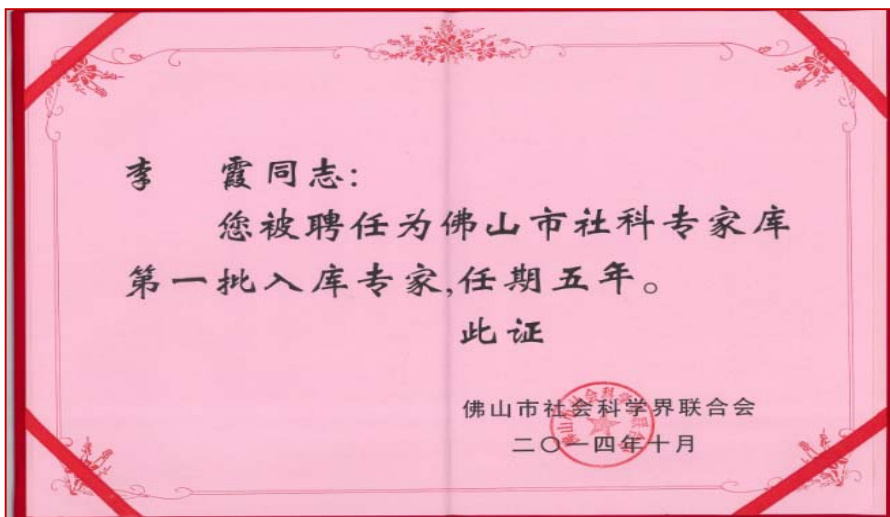 李 霞同志:
您被聘任为佛山市社科专家库
第一批入库专家,任期五年。
此证
佛山市社会科学界联合会
二〇一四年十月